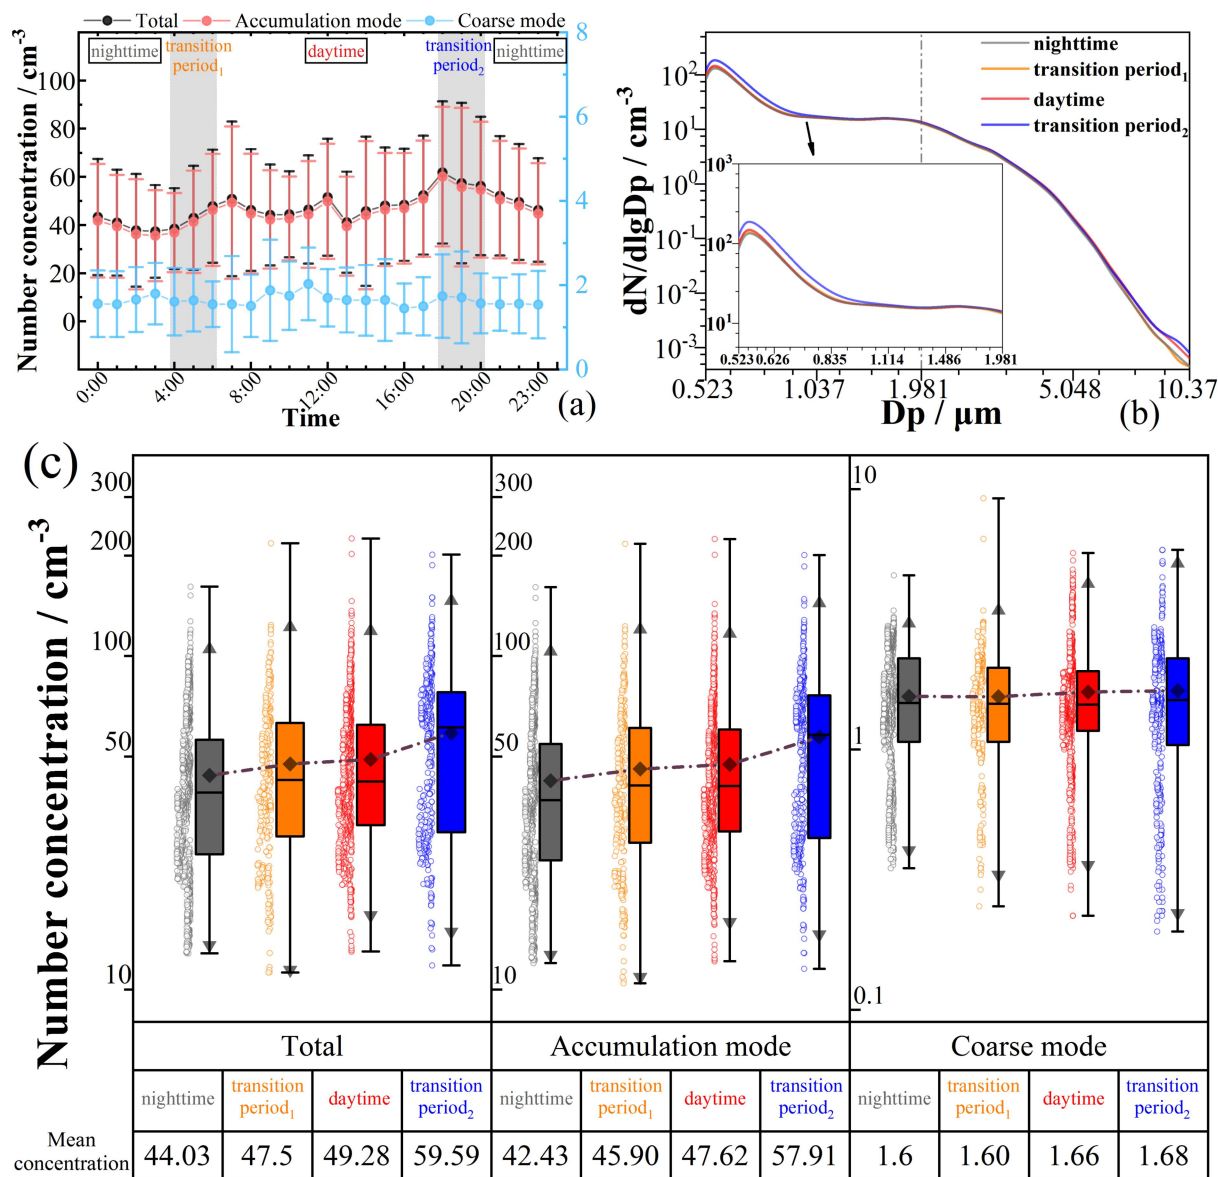 Total Accumulation mode Coarse mode
nighttime transition period₁ daytime transition period₂ nighttime
Number concentration / cm⁻³
100
80
60
40
20
0
8
6
4
2
0
0:00 4:00 8:00 12:00 16:00 20:00 23:00
Time
(a)
nighttime
transition period₁
daytime
transition period₂
dN/dlgDp / cm⁻³
10²
10¹
10⁰
10⁻¹
10⁻²
10⁻³
10³
10²
10¹
0.523 0.626 0.835 1.114 1.486 1.981
0.523 1.037 1.981 5.048 10.37
Dp / μm
(b)
(c)
Number concentration / cm⁻³
300 300 10
200 200
100 100
50 50 1
10 10 0.1
Total Accumulation mode Coarse mode
nighttime transition period₁ daytime transition period₂ nighttime transition period₁ daytime transition period₂ nighttime transition period₁ daytime transition period₂
Mean concentration 44.03 47.5 49.28 59.59 42.43 45.90 47.62 57.91 1.6 1.60 1.66 1.68